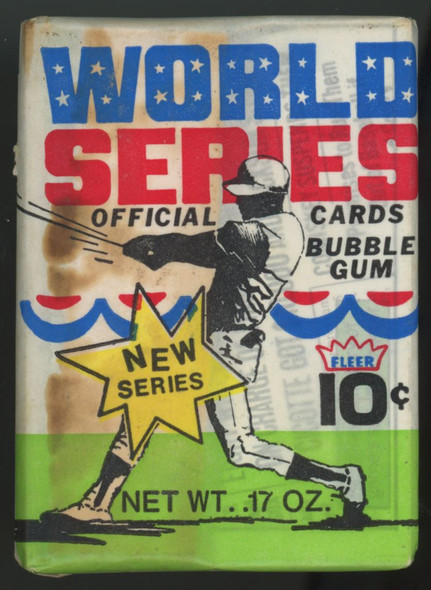 WORLD
SERIES
OFFICIAL CARDS
BUBBLE
GUM
NEW
SERIES
FLEER
10¢
NET WT. .17 OZ.